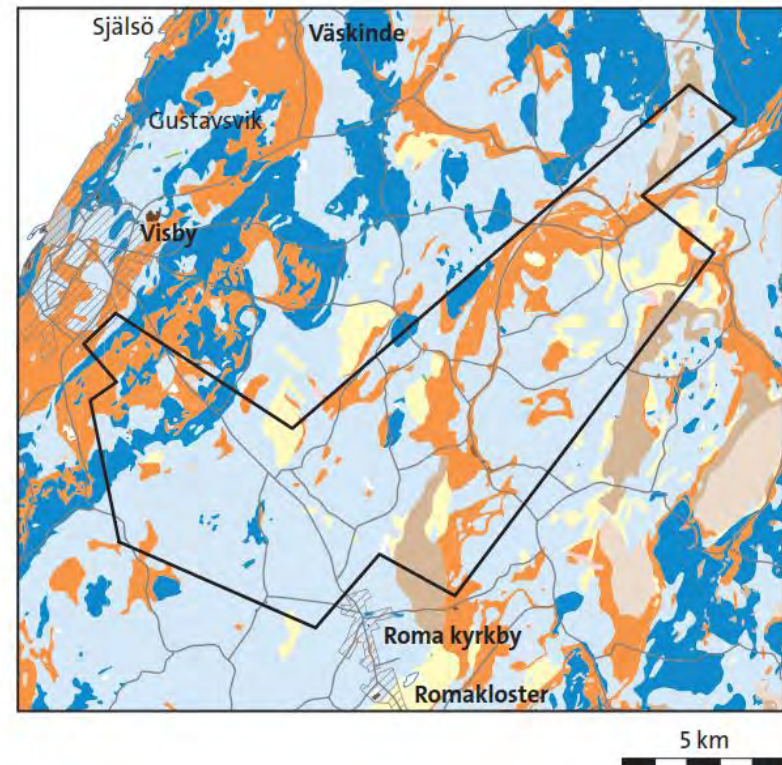 Själsö
Väskinde
Gustavsvik
Visby
Roma kyrkby
Romakloster
5 km